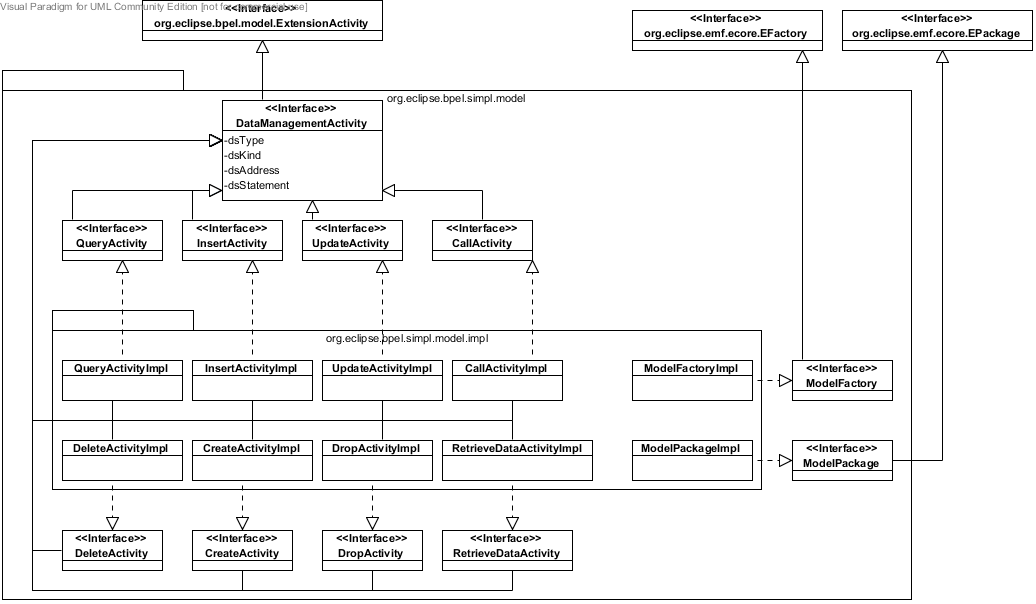 Visual Paradigm for UML Community Edition [not for commercial use]
<<Interface>>
org.eclipse.bpel.model.ExtensionActivity
<<Interface>>
org.eclipse.emf.ecore.EFactory
<<Interface>>
org.eclipse.emf.ecore.EPackage
org.eclipse.bpel.simpl.model
<<Interface>>
DataManagementActivity
-dsType
-dsKind
-dsAddress
-dsStatement
<<Interface>>
QueryActivity
<<Interface>>
InsertActivity
<<Interface>>
UpdateActivity
<<Interface>>
CallActivity
org.eclipse.bpel.simpl.model.impl
QueryActivityImpl
InsertActivityImpl
UpdateActivityImpl
CallActivityImpl
ModelFactoryImpl
<<Interface>>
ModelFactory
DeleteActivityImpl
CreateActivityImpl
DropActivityImpl
RetrieveDataActivityImpl
ModelPackageImpl
<<Interface>>
ModelPackage
<<Interface>>
DeleteActivity
<<Interface>>
CreateActivity
<<Interface>>
DropActivity
<<Interface>>
RetrieveDataActivity